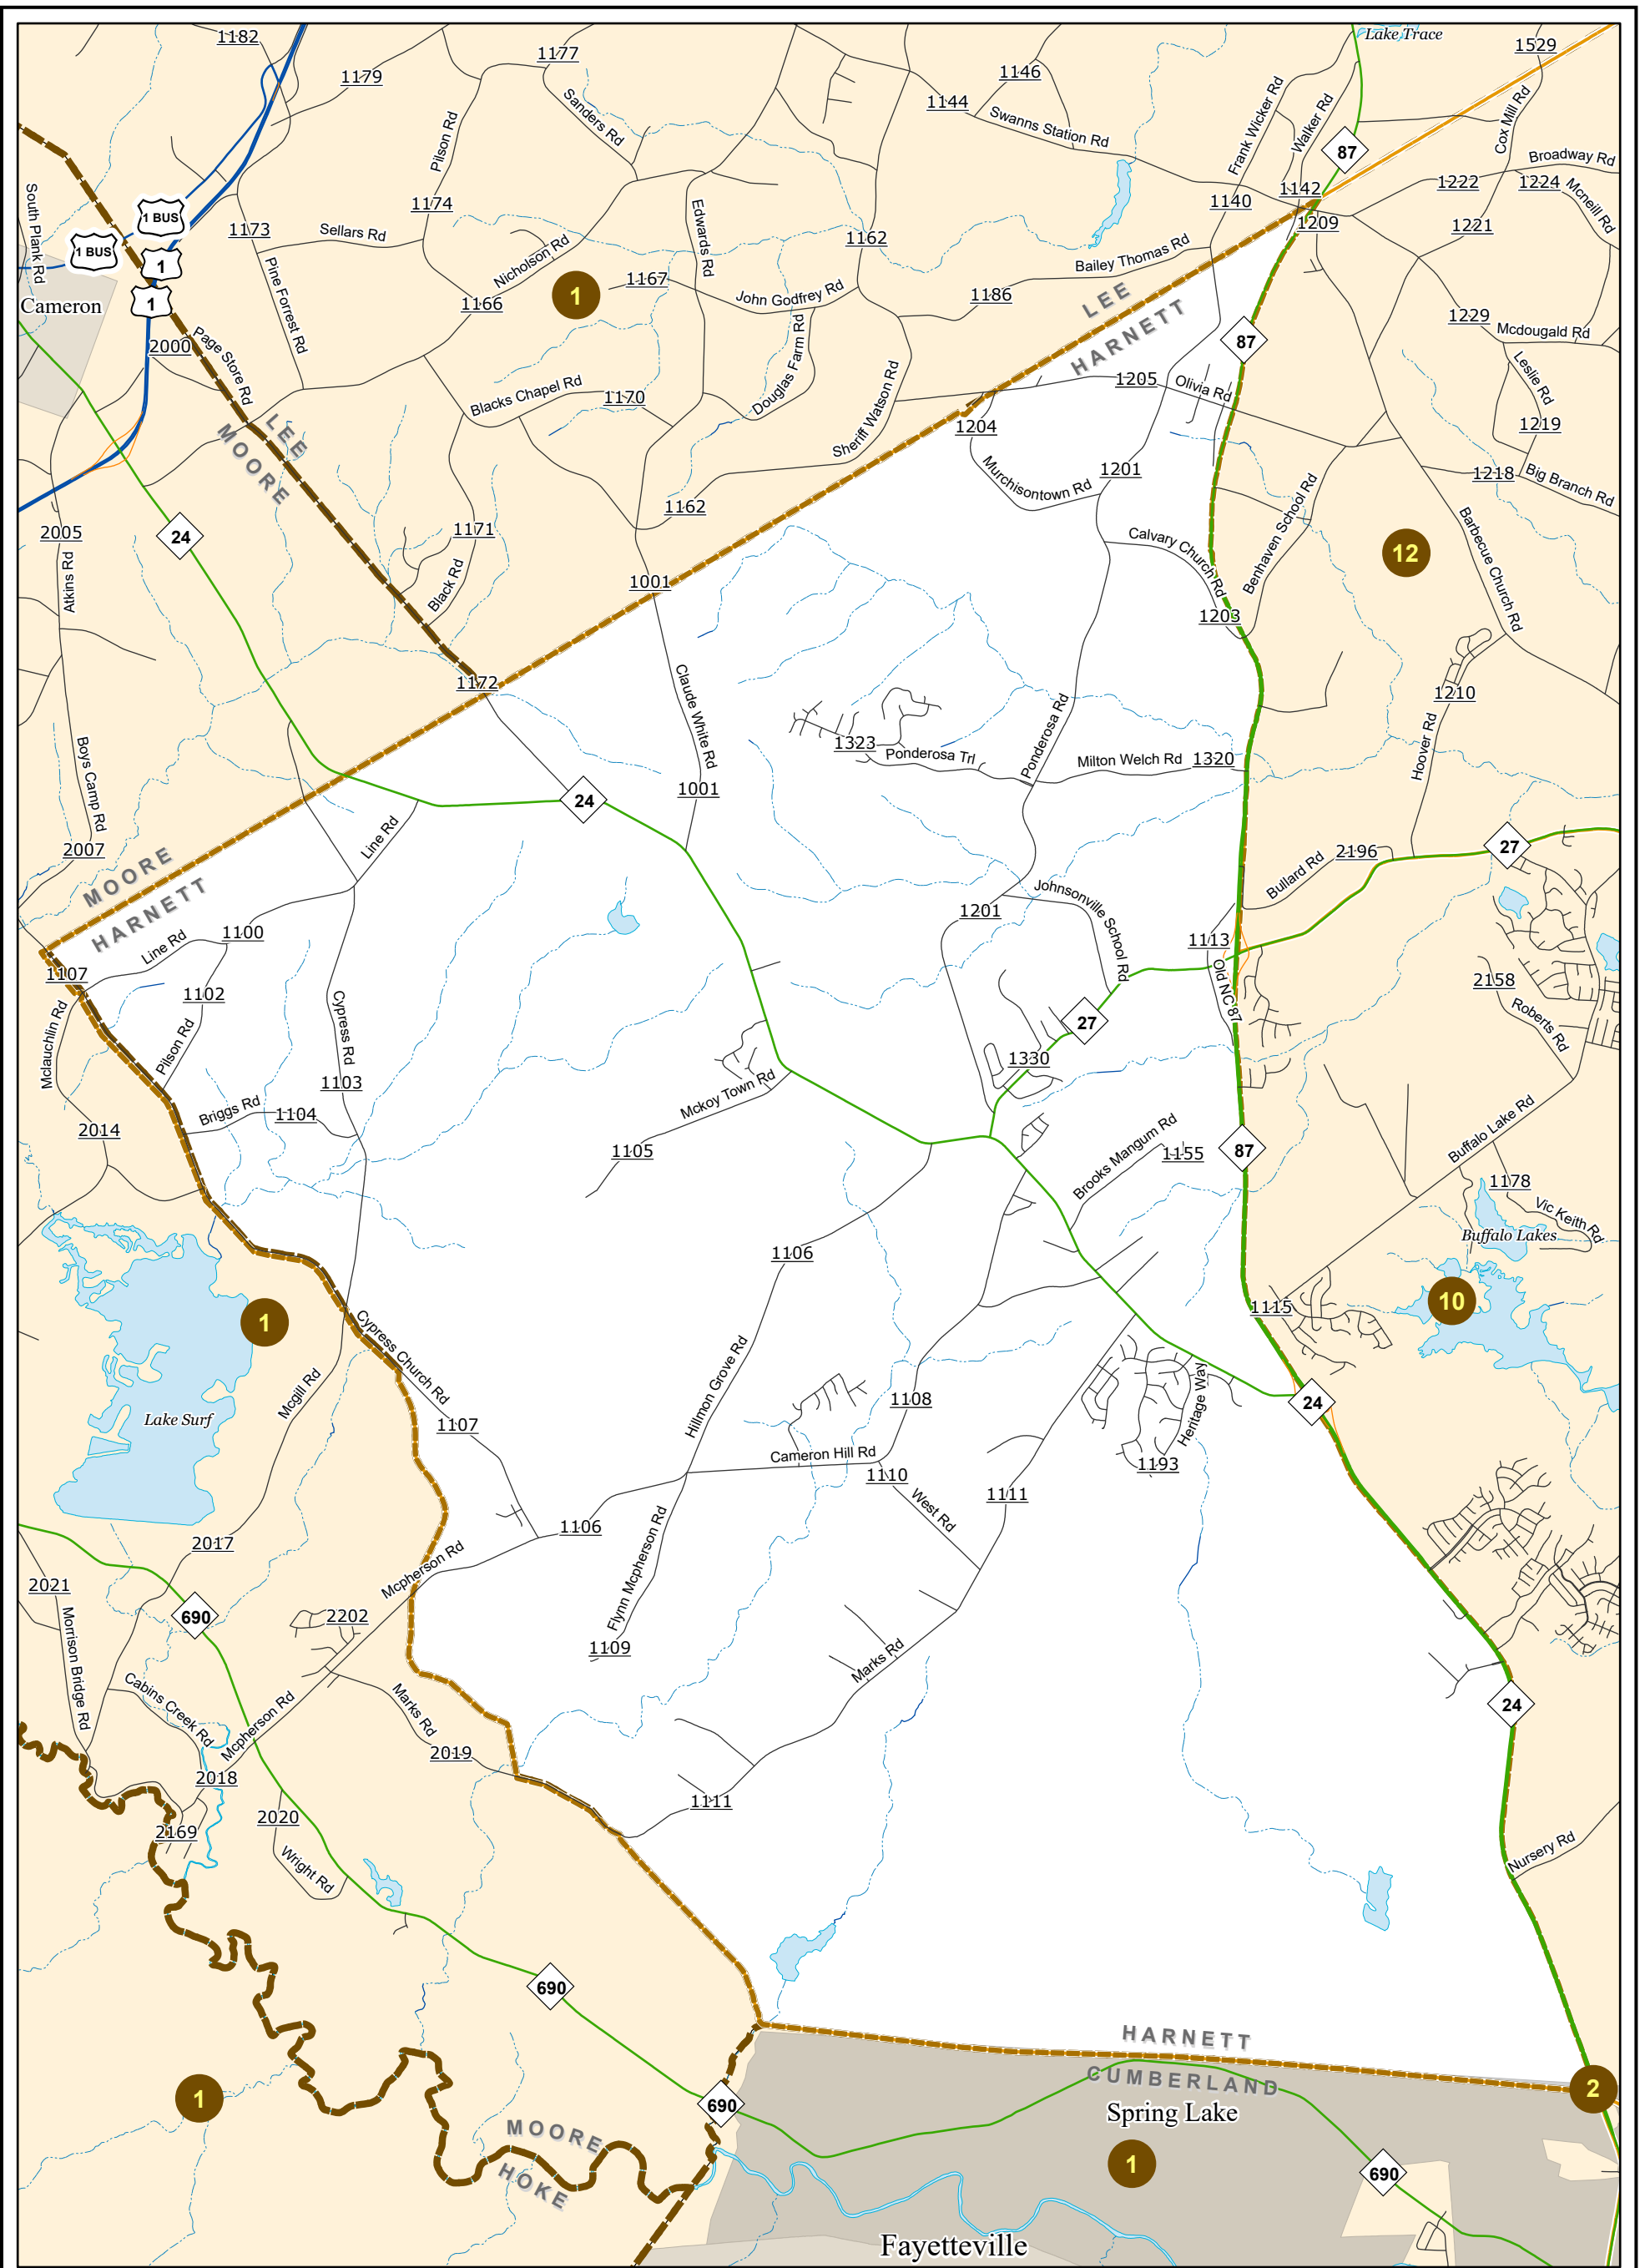 1182
1177
Lake Trace
1529
1179
1146
1144
Sanders Rd
Swanns Station Rd
Frank Wicker Rd
Walker Rd
Cox Mill Rd
Pilson Rd
87
Broadway Rd
1142
1222
1224
Mcneill Rd
South Plank Rd
1 BUS
1174
1140
1209
1221
1173
Sellars Rd
Edwards Rd
1162
1 BUS
1
Nicholson Rd
Bailey Thomas Rd
1167
1
John Godfrey Rd
1186
LEE
HARNETT
Cameron
1
1166
Pine Forrest Rd
1229
Mcdougald Rd
2000
Page Store Rd
87
Douglas Farm Rd
Leslie Rd
Blacks Chapel Rd
1170
Sheriff Watson Rd
1205
Olivia Rd
LEE
MOORE
1204
1219
Murchisontown Rd
1201
1218
Big Branch Rd
1162
Benhaven School Rd
Barbecue Church Rd
2005
24
1171
Calvary Church Rd
12
Atkins Rd
Black Rd
1001
1203
1172
Claude White Rd
1210
Ponderosa Rd
1323
Ponderosa Trl
Milton Welch Rd
1320
Hoover Rd
Boys Camp Rd
24
1001
Line Rd
2007
MOORE
HARNETT
Bullard Rd
2196
27
Johnsonville School Rd
1201
1100
Line Rd
1113
1107
1102
Old NC 87
2158
Mclauchlin Rd
Pilson Rd
Cypress Rd
27
Roberts Rd
1330
1103
Mckoy Town Rd
Briggs Rd
1104
2014
1105
Brooks Mangum Rd
1155
87
Buffalo Lake Rd
1178
Vic Keith Rd
Buffalo Lakes
1106
10
1115
1
Cypress Church Rd
Mcgill Rd
Hillmon Grove Rd
Lake Surf
1107
1108
Heritage Way
24
Cameron Hill Rd
1193
1110
1111
West Rd
1106
2017
Mcpherson Rd
Flynn Mcpherson Rd
2021
690
2202
Morrison Bridge Rd
1109
Marks Rd
Cabins Creek Rd
Mcpherson Rd
Marks Rd
24
2019
2018
1111
2020
2169
Wright Rd
Nursery Rd
690
HARNETT
CUMBERLAND
2
1
690
Spring Lake
MOORE
HOKE
1
690
Fayetteville